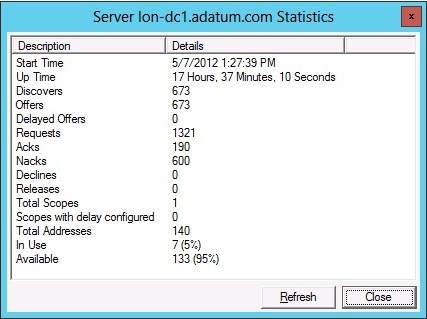 Server lon-dc1.adatum.com Statistics
x
Description Details
Start Time 5/7/2012 1:27:39 PM
Up Time 17 Hours, 37 Minutes, 10 Seconds
Discovers 673
Offers 673
Delayed Offers 0
Requests 1321
Acks 190
Nacks 600
Declines 0
Releases 0
Total Scopes 1
Scopes with delay configured 0
Total Addresses 140
In Use 7 (5%)
Available 133 (95%)
Refresh Close